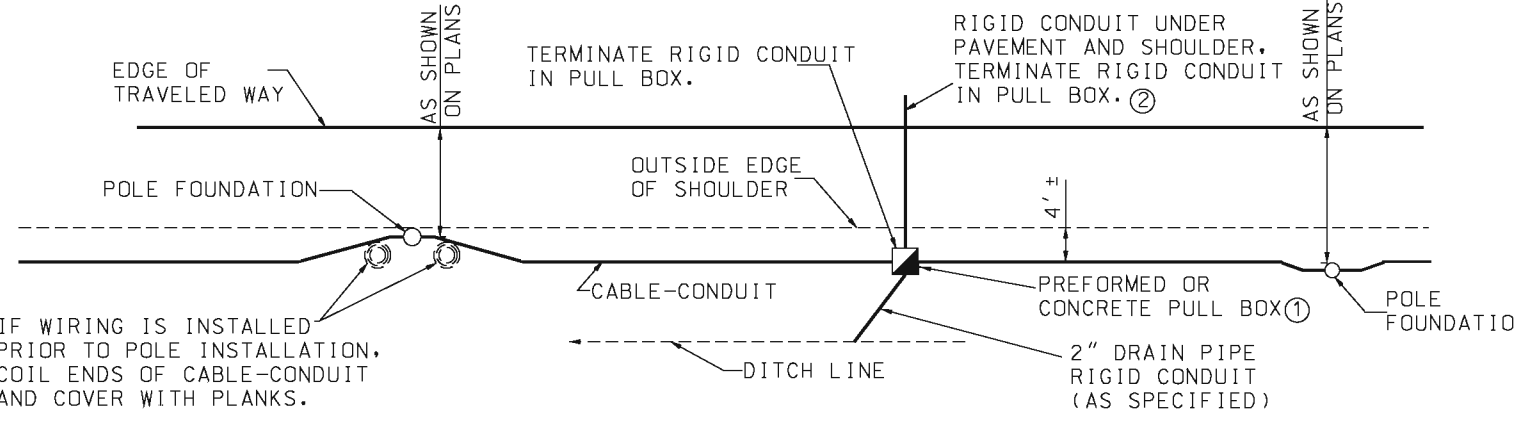 AS SHOWN
ON PLANS
EDGE OF
TRAVELED WAY
TERMINATE RIGID CONDUIT
IN PULL BOX.
RIGID CONDUIT UNDER
PAVEMENT AND SHOULDER,
TERMINATE RIGID CONDUIT
IN PULL BOX. ②
AS SHOWN
ON PLANS
POLE FOUNDATION
OUTSIDE EDGE
OF SHOULDER
4' ±
CABLE-CONDUIT
PREFORMED OR
CONCRETE PULL BOX ①
POLE
FOUNDATIO
IF WIRING IS INSTALLED
PRIOR TO POLE INSTALLATION,
COIL ENDS OF CABLE-CONDUIT
AND COVER WITH PLANKS.
DITCH LINE
2" DRAIN PIPE
RIGID CONDUIT
(AS SPECIFIED)